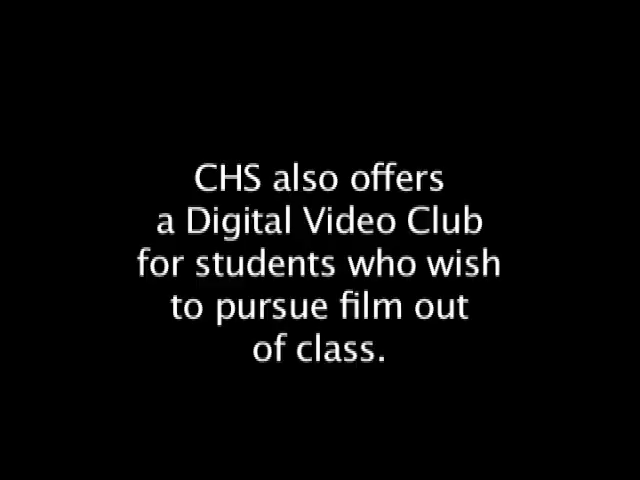 CHS also offers
a Digital Video Club
for students who wish
to pursue film out
of class.